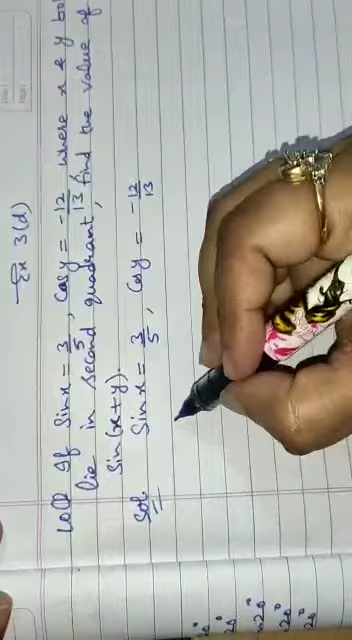 Ex 3(d)
If Sin x = 3/5, Cos y = -12/13 where x & y
lie in second quadrant, find the value of
Sin(x+y).
Sol Sin x = 3/5, Cos y = -12/13